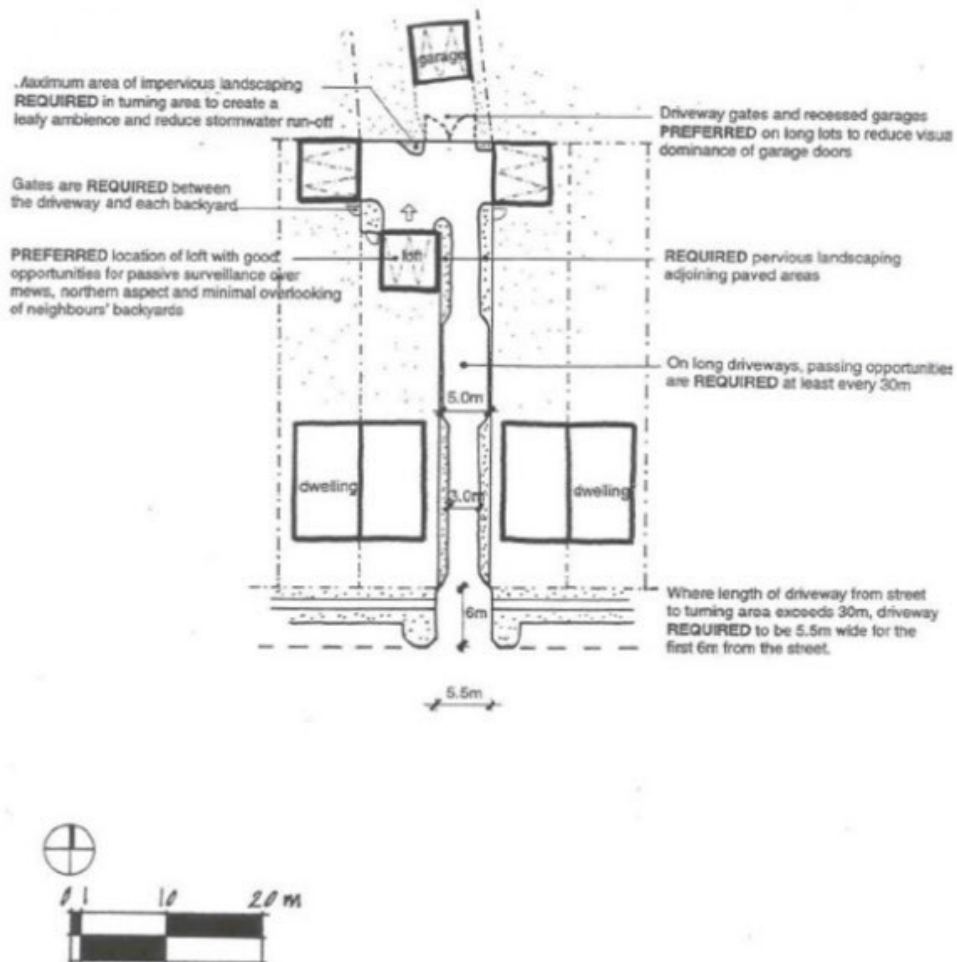 garage
.Maximum area of impervious landscaping
REQUIRED in turning area to create a
leafy ambience and reduce stormwater run-off
Driveway gates and recessed garages
PREFERRED on long lots to reduce visua
dominance of garage doors
Gates are REQUIRED between
the driveway and each backyard
PREFERRED location of loft with good
opportunities for passive surveillance over
mews, northern aspect and minimal overlooking
of neighbours' backyards
loft
REQUIRED pervious landscaping
adjoining paved areas
On long driveways, passing opportunities
are REQUIRED at least every 30m
5.0m
dwelling
3.0m
dwelling
Where length of driveway from street
to turning area exceeds 30m, driveway
REQUIRED to be 5.5m wide for the
first 6m from the street.
6m
5.5m
0 1 10 20 m